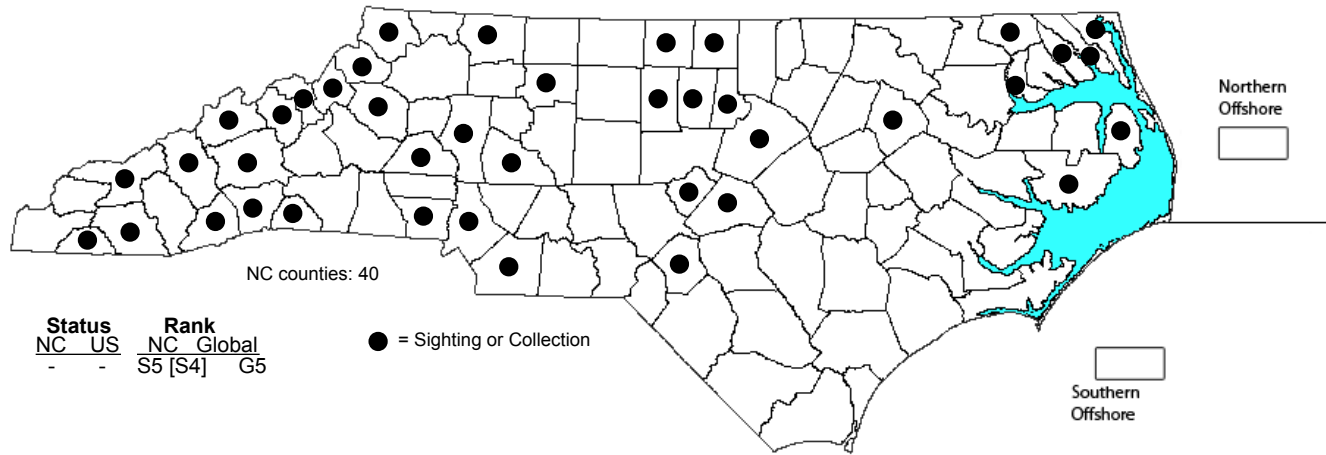 Northern
Offshore
NC counties: 40
Status Rank
NC US NC Global
- - S5 [S4] G5
= Sighting or Collection
Southern
Offshore